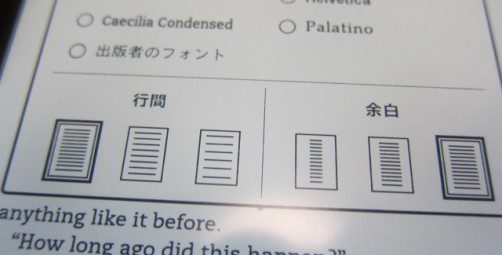 Helvetica
Caecilia Condensed
Palatino
出版者のフォント
行間
余白
anything like it before.
"How long ago did this happen?"